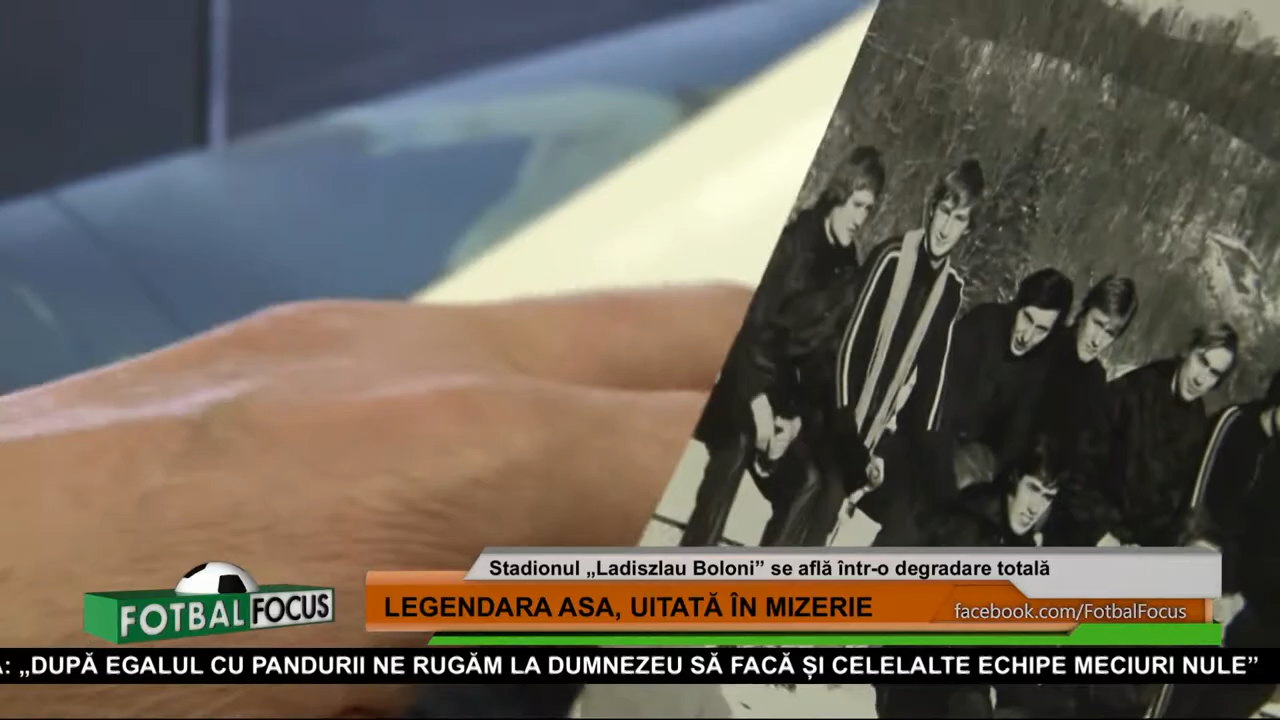 Stadionul „Ladiszlau Boloni” se află într-o degradare totală
FOTBAL FOCUS
LEGENDARA ASA, UITATĂ ÎN MIZERIE
facebook.com/FotbalFocus
: „DUPĂ EGALUL CU PANDURII NE RUGĂM LA DUMNEZEU SĂ FACĂ ȘI CELELALTE ECHIPE MECIURI NULE”